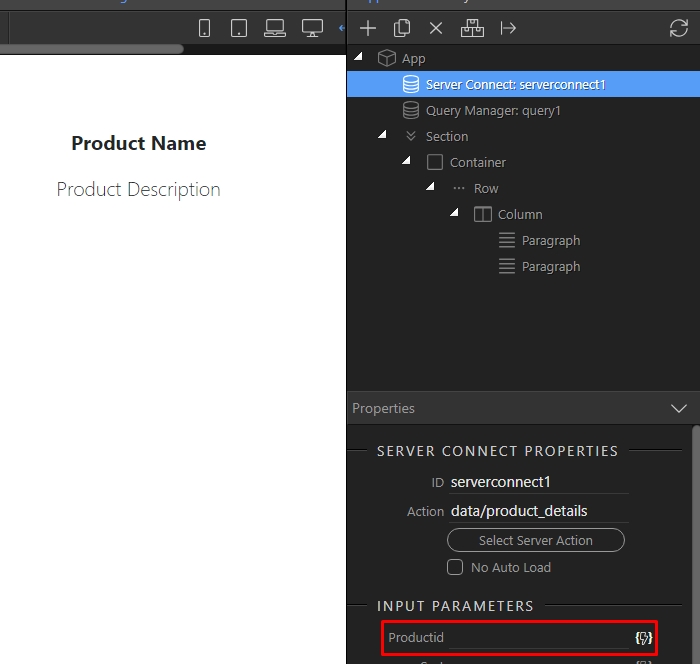 Product Name
Product Description
App
Server Connect: serverconnect1
Query Manager: query1
Section
Container
Row
Column
Paragraph
Paragraph
Properties
SERVER CONNECT PROPERTIES
ID serverconnect1
Action data/product_details
Select Server Action
No Auto Load
INPUT PARAMETERS
Productid